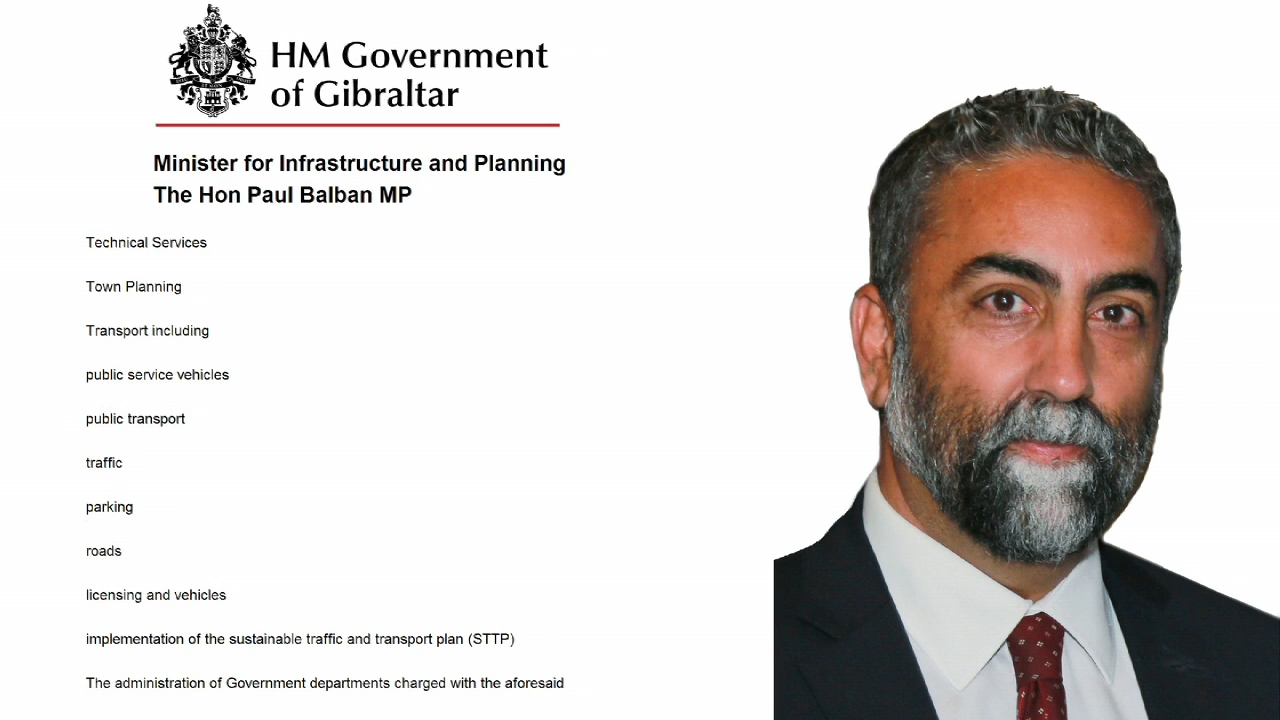 HM Government
of Gibraltar
Minister for Infrastructure and Planning
The Hon Paul Balban MP
Technical Services
Town Planning
Transport including
public service vehicles
public transport
traffic
parking
roads
licensing and vehicles
implementation of the sustainable traffic and transport plan (STTP)
The administration of Government departments charged with the aforesaid